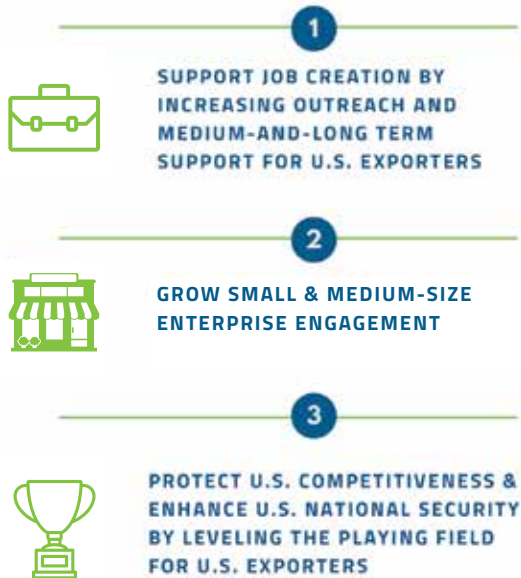 1
SUPPORT JOB CREATION BY
INCREASING OUTREACH AND
MEDIUM-AND-LONG TERM
SUPPORT FOR U.S. EXPORTERS
2
GROW SMALL & MEDIUM-SIZE
ENTERPRISE ENGAGEMENT
3
PROTECT U.S. COMPETITIVENESS &
ENHANCE U.S. NATIONAL SECURITY
BY LEVELING THE PLAYING FIELD
FOR U.S. EXPORTERS